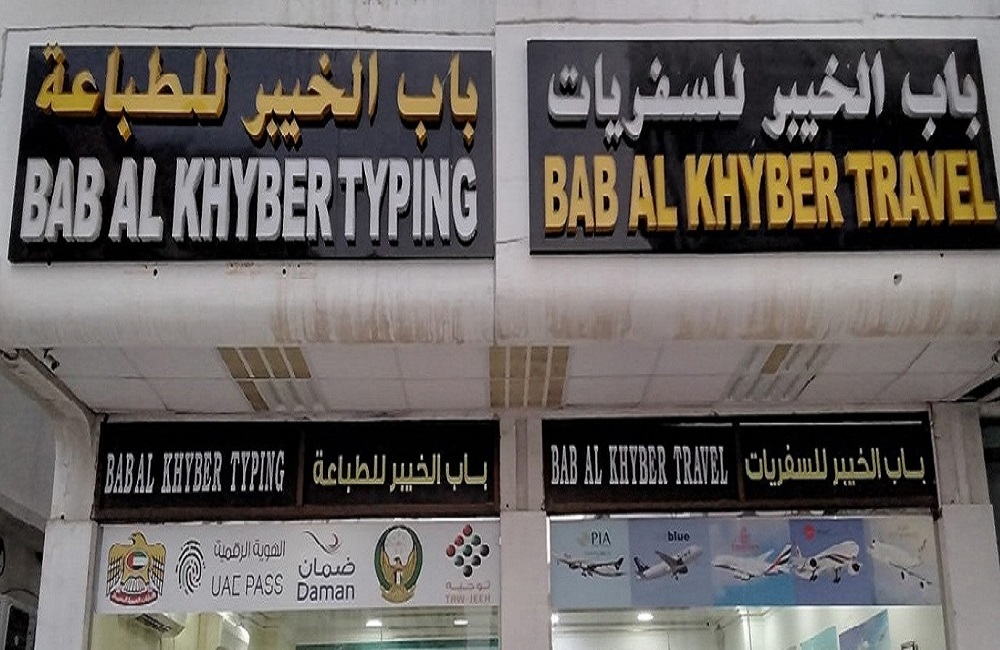 باب الخيبر للطباعة
BAB AL KHYBER TYPING
باب الخيبر للسفريات
BAB AL KHYBER TRAVEL
BAB AL KHYBER TYPING باب الخيبر للطباعة
BAB AL KHYBER TRAVEL باب الخيبر للسفريات
الهوية الرقمية
UAE PASS
ضمان
Daman
توجيه
TAW-JEEH
PIA
blue
Emirates